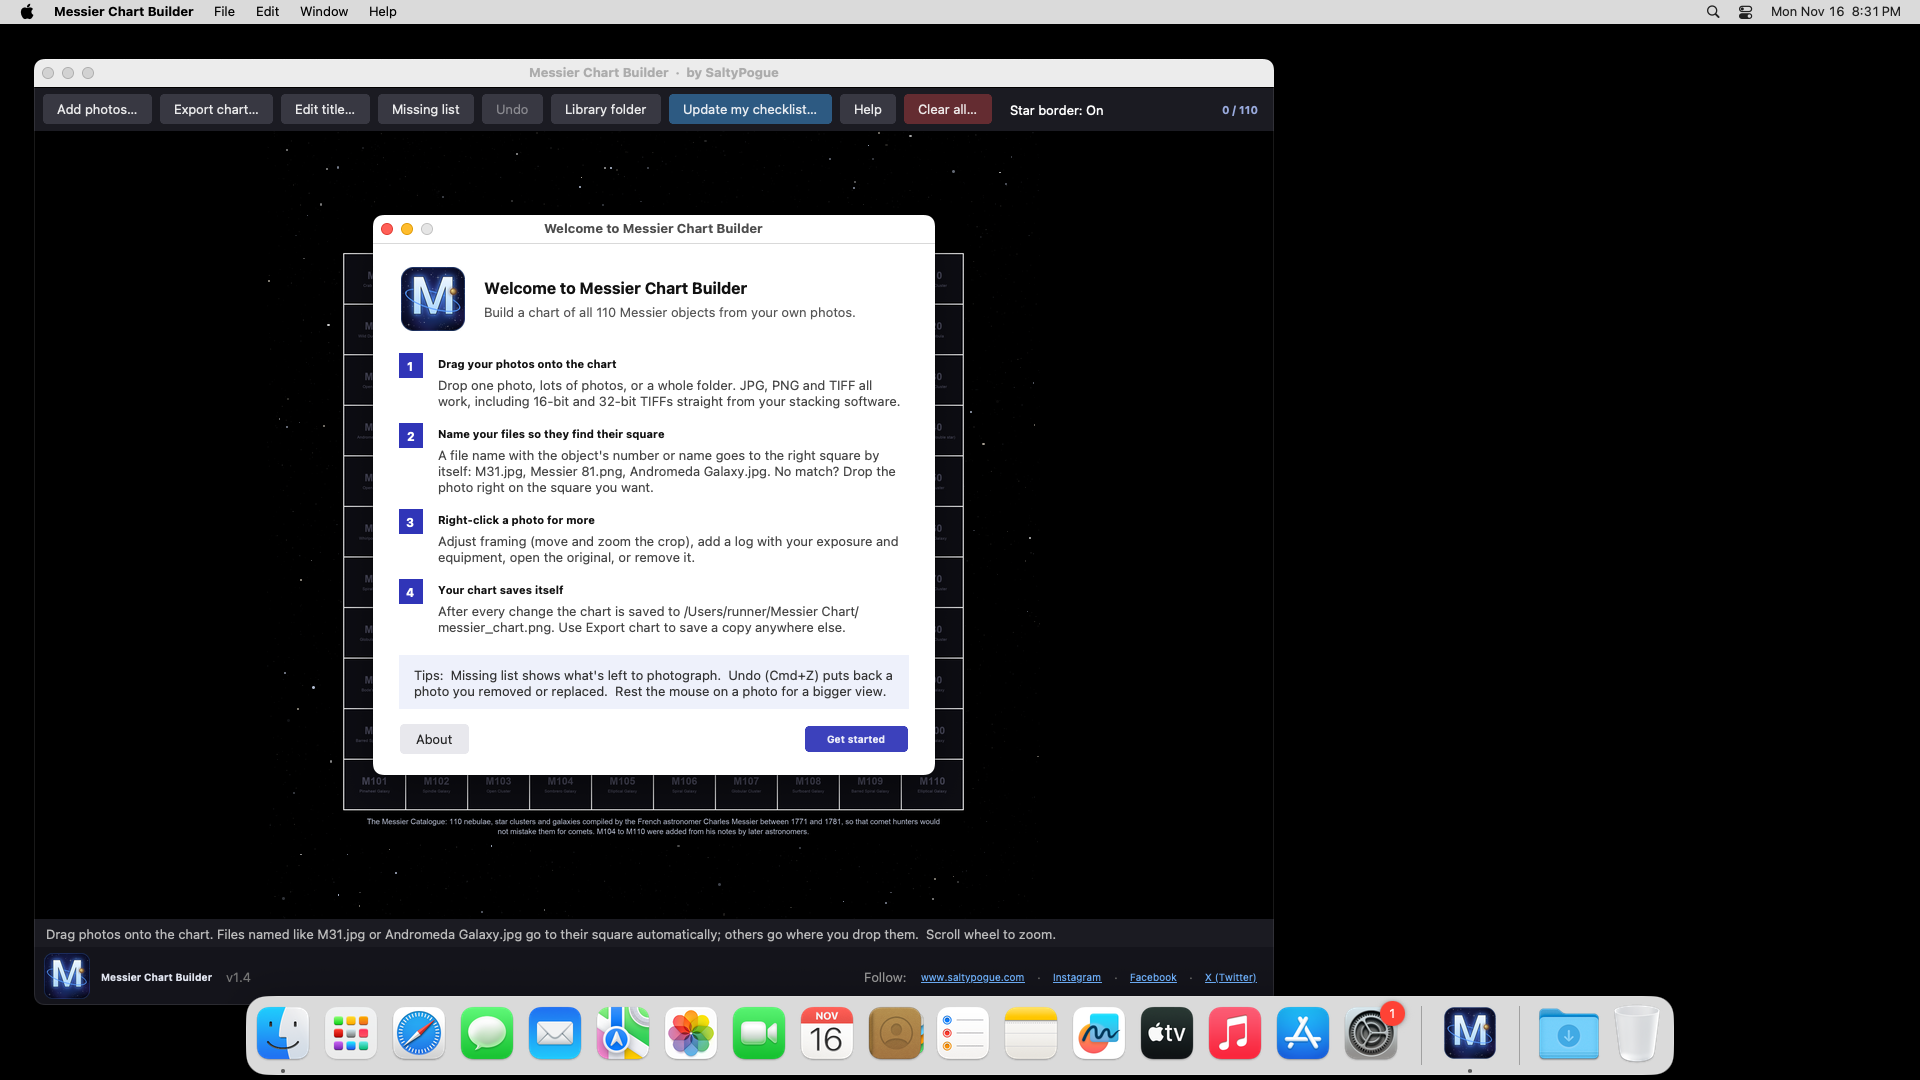 Messier Chart Builder File Edit Window Help Mon Nov 16 8:31 PM
Messier Chart Builder · by SaltyPogue
Add photos... Export chart... Edit title... Missing list Undo Library folder Update my checklist... Help Clear all... Star border: On 0 / 110
Welcome to Messier Chart Builder
M
Welcome to Messier Chart Builder
Build a chart of all 110 Messier objects from your own photos.
1 Drag your photos onto the chart
Drop one photo, lots of photos, or a whole folder. JPG, PNG and TIFF all
work, including 16-bit and 32-bit TIFFs straight from your stacking software.
2 Name your files so they find their square
A file name with the object's number or name goes to the right square by
itself: M31.jpg, Messier 81.png, Andromeda Galaxy.jpg. No match? Drop the
photo right on the square you want.
3 Right-click a photo for more
Adjust framing (move and zoom the crop), add a log with your exposure and
equipment, open the original, or remove it.
4 Your chart saves itself
After every change the chart is saved to /Users/runner/Messier Chart/
messier_chart.png. Use Export chart to save a copy anywhere else.
Tips: Missing list shows what's left to photograph. Undo (Cmd+Z) puts back a
photo you removed or replaced. Rest the mouse on a photo for a bigger view.
About Get started
M101 M102 M103 M104 M105 M106 M107 M108 M109 M110
The Messier Catalogue: 110 nebulae, star clusters and galaxies compiled by the French astronomer Charles Messier between 1771 and 1781, so that comet hunters would
not mistake them for comets. M104 to M110 were added from his notes by later astronomers.
Drag photos onto the chart. Files named like M31.jpg or Andromeda Galaxy.jpg go to their square automatically; others go where you drop them. Scroll wheel to zoom.
M Messier Chart Builder v1.4 Follow: www.saltypogue.com · Instagram · Facebook · X (Twitter)
NOV
16
tv
1
M